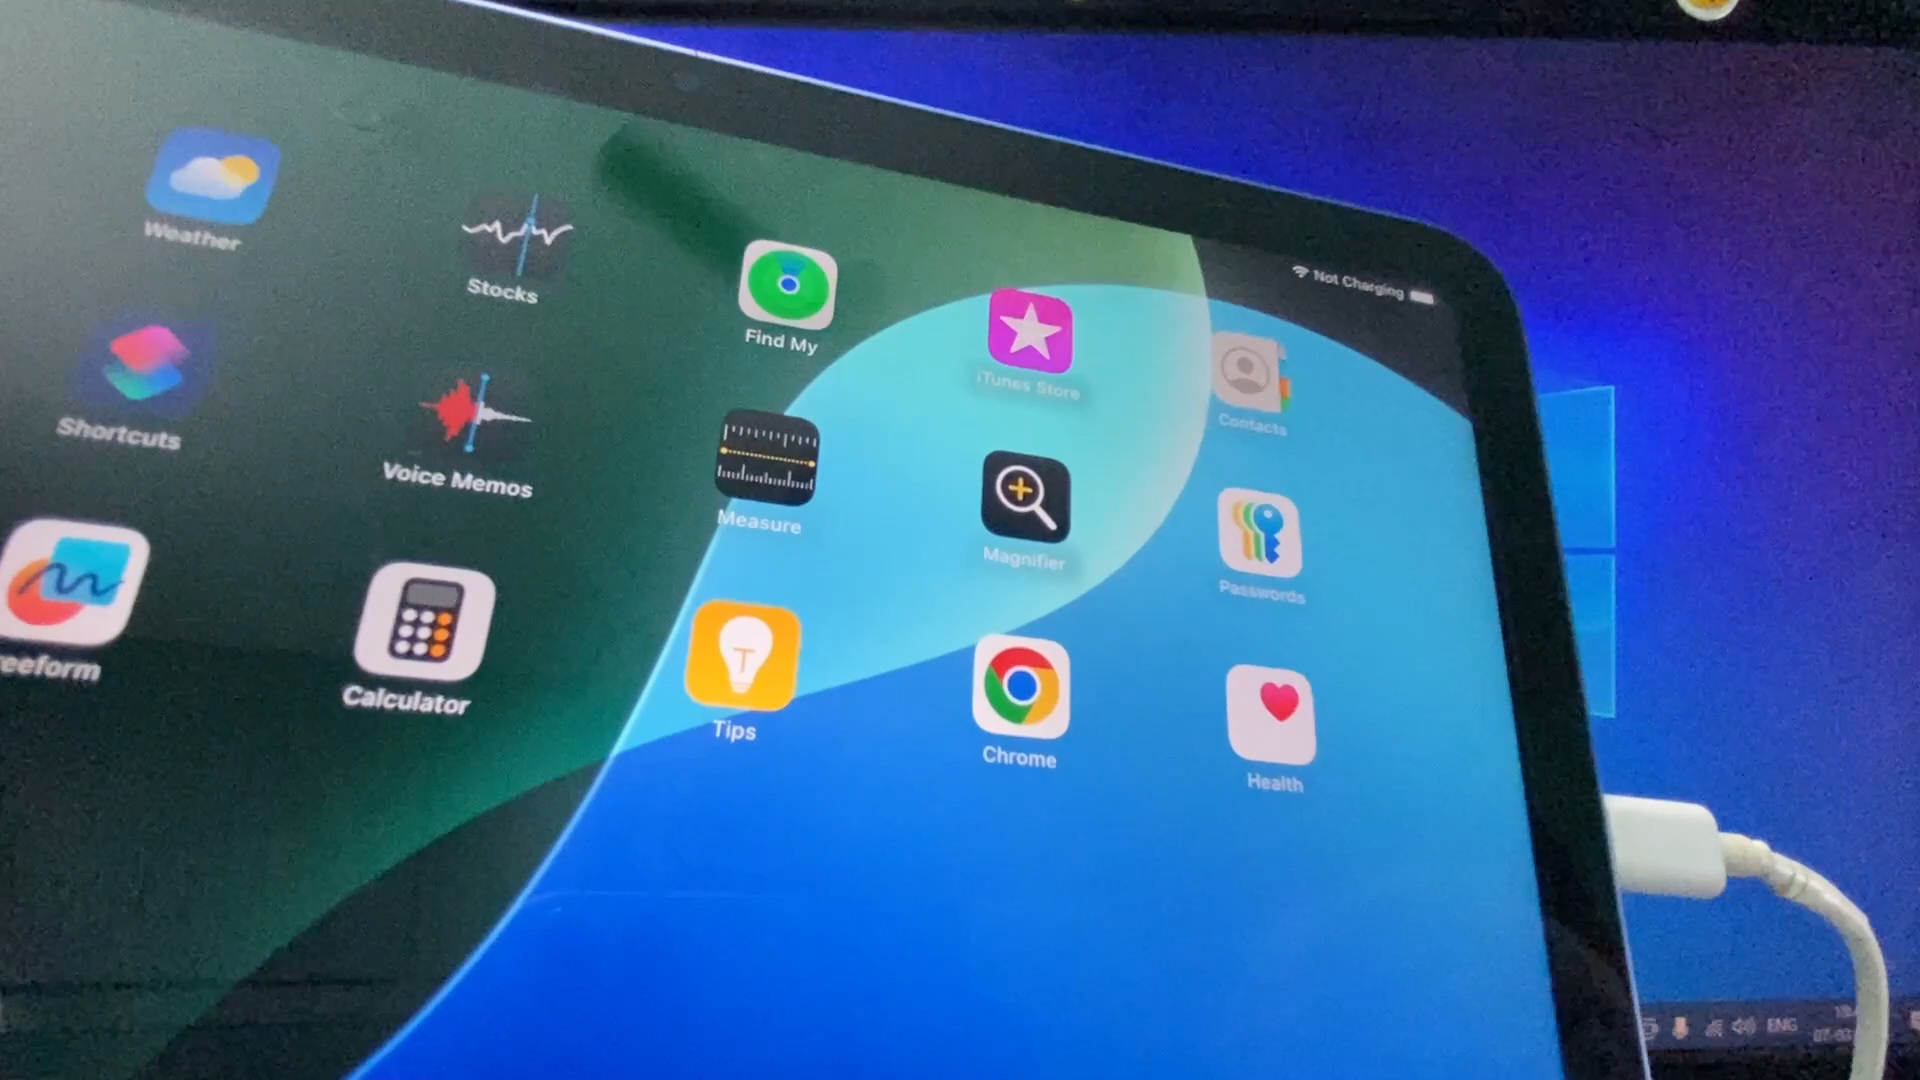 Not Charging
Weather
Stocks
Find My
iTunes Store
Contacts
Shortcuts
Voice Memos
Measure
Magnifier
Passwords
reeform
Calculator
Tips
Chrome
Health
ENG